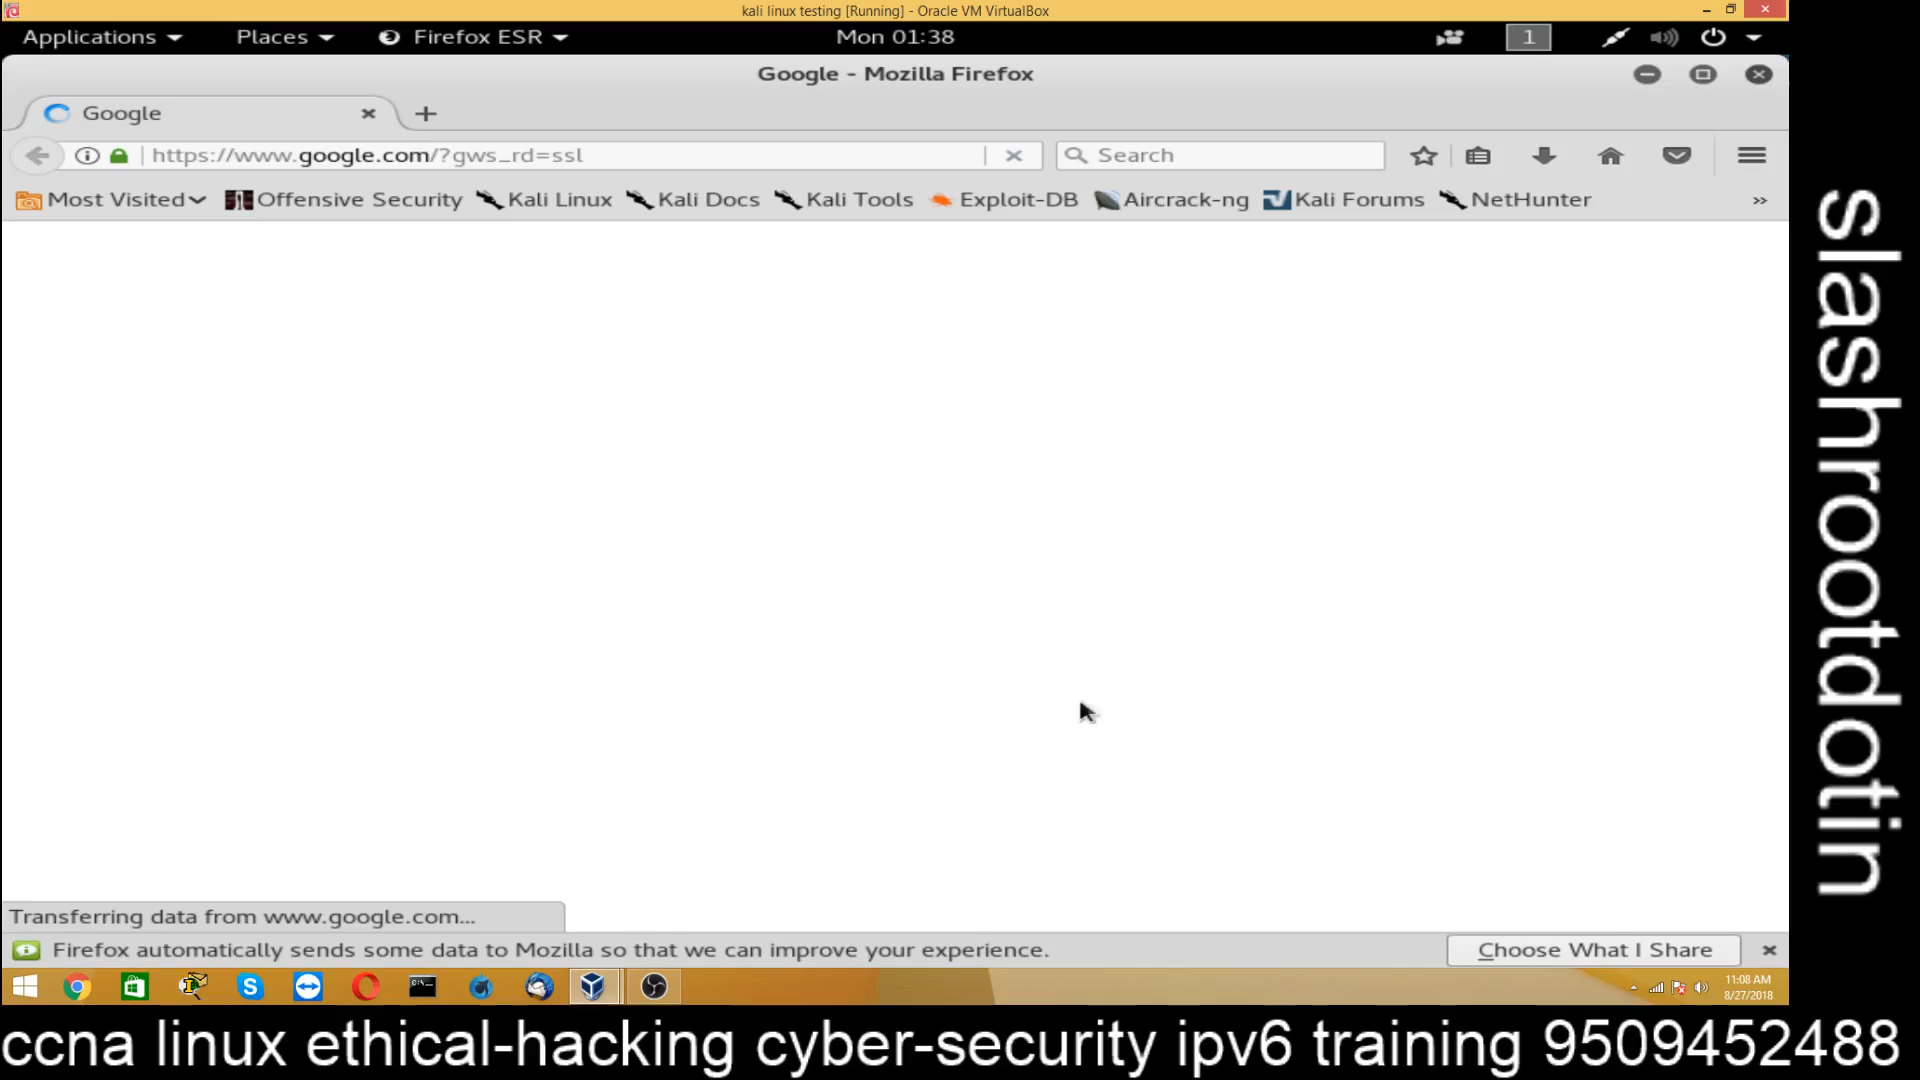 kali linux testing [Running] - Oracle VM VirtualBox
Applications Places Firefox ESR Mon 01:38 1
Google - Mozilla Firefox
Google
https://www.google.com/?gws_rd=ssl Search
Most Visited Offensive Security Kali Linux Kali Docs Kali Tools Exploit-DB Aircrack-ng Kali Forums NetHunter »
Transferring data from www.google.com...
Firefox automatically sends some data to Mozilla so that we can improve your experience. Choose What I Share
11:08 AM
8/27/2018
slashrootdotin
ccna linux ethical-hacking cyber-security ipv6 training 9509452488